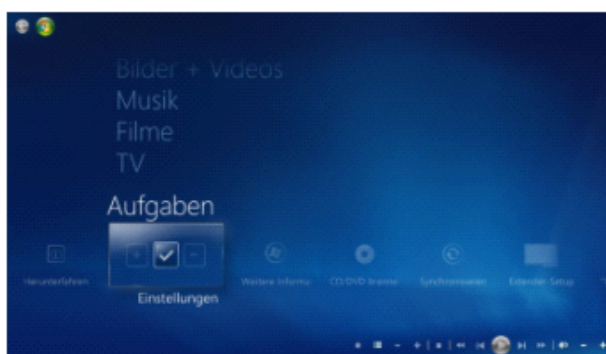 Bilder + Videos
Musik
Filme
TV
Aufgaben
Herunterfahren
Einstellungen
Weitere Informa
CD/DVD brenne
Synchronisieren
Extender-Setup